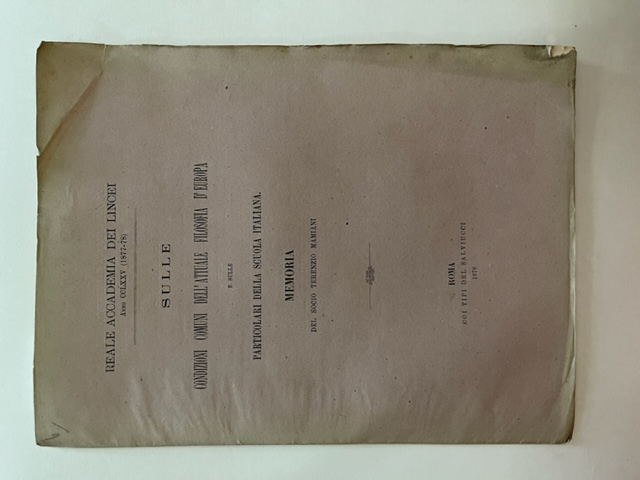 REALE ACCADEMIA DEI LINCEI
ANNO CCLXXV (1877-78)
SULLE
CONDIZIONI COMUNI DELL'ATTUALE FILOSOFIA D'EUROPA
E SULLE
PARTICOLARI DELLA SCUOLA ITALIANA.
MEMORIA
DEL SOCIO TERENZIO MAMIANI
ROMA
COI TIPI DEL SALVIUCCI
1878